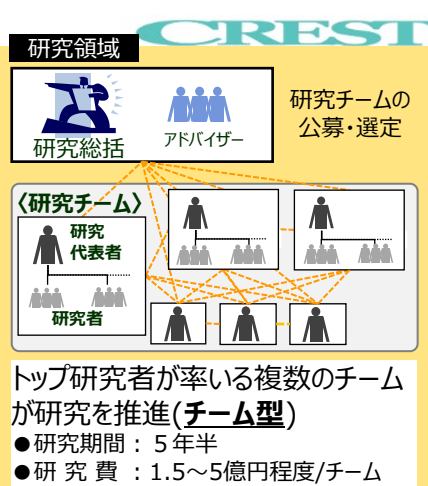 CREST
研究領域
研究総括
アドバイザー
研究チームの
公募・選定
〈研究チーム〉
研究
代表者
研究者
トップ研究者が率いる複数のチーム
が研究を推進(チーム型)
●研究期間：５年半
●研 究 費 ：1.5～5億円程度/チーム